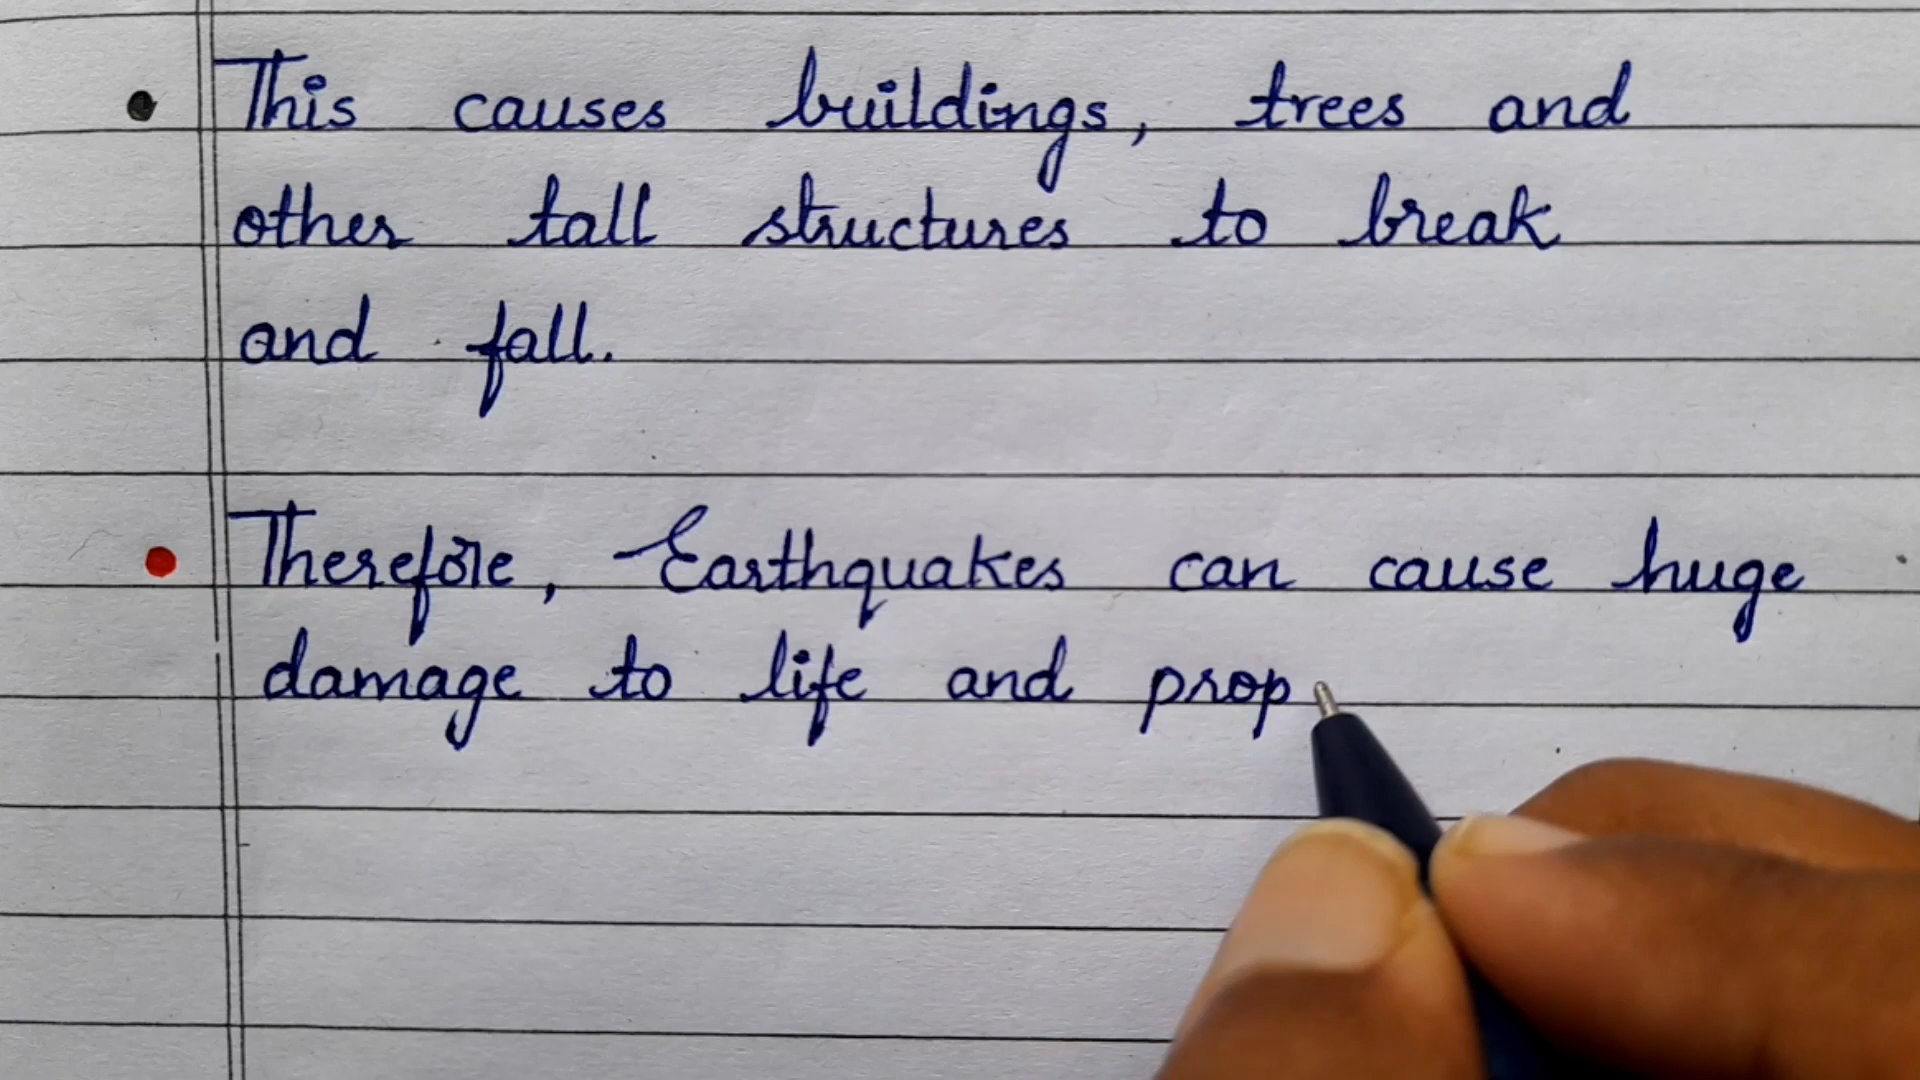 • This causes buildings, trees and
other tall structures to break
and fall.
• Therefore, Earthquakes can cause huge
damage to life and prop